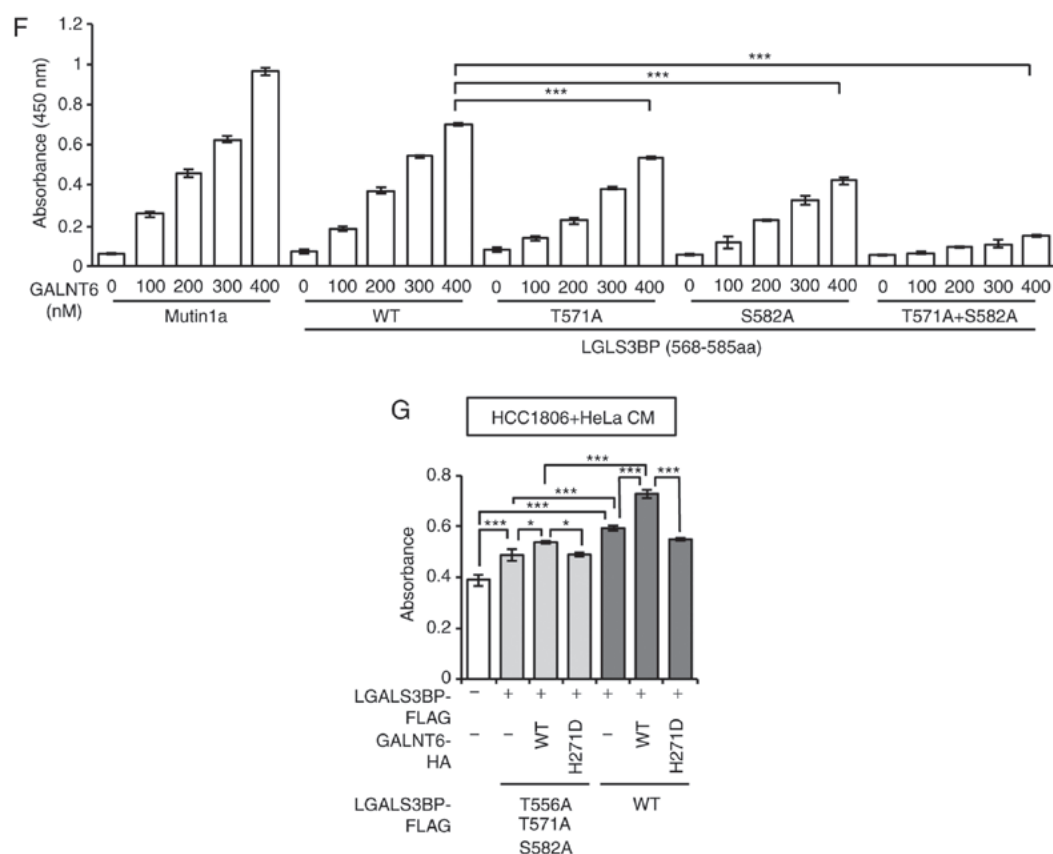 F
1.2
1
0.8
0.6
0.4
0.2
0
Absorbance (450 nm)
***
***
***
GALNT6 (nM)
0 100 200 300 400 0 100 200 300 400 0 100 200 300 400 0 100 200 300 400 0 100 200 300 400
Mutin1a WT T571A S582A T571A+S582A
LGLS3BP (568-585aa)
G
HCC1806+HeLa CM
0.8
0.6
0.4
0.2
0
Absorbance
***
*** *** ***
***
*** * *
LGALS3BP-FLAG
− + + + + + +
GALNT6-HA
− − WT H271D − WT H271D
LGALS3BP-FLAG
T556A WT
T571A
S582A